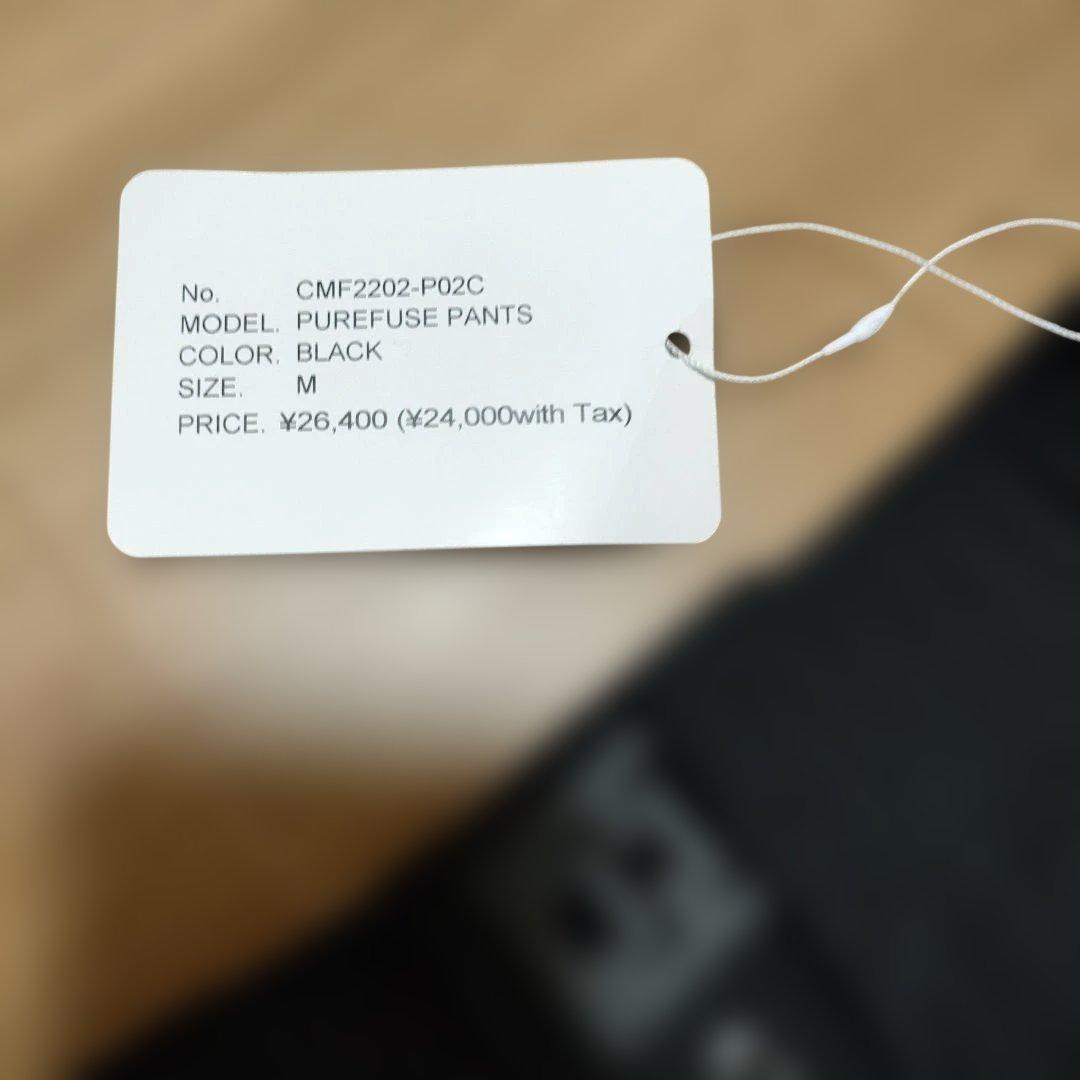 No. CMF2202-P02C
MODEL. PUREFUSE PANTS
COLOR. BLACK
SIZE. M
PRICE. ¥26,400 (¥24,000with Tax)